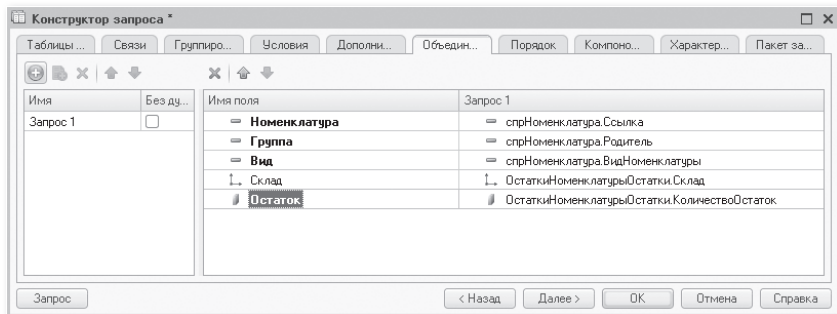 Конструктор запроса *
Таблицы ... Связи Группиро... Условия Дополни... Объедин... Порядок Компоно... Характер... Пакет за...
Имя Без ду... Имя поля Запрос 1
Запрос 1 Номенклатура спрНоменклатура.Ссылка
Группа спрНоменклатура.Родитель
Вид спрНоменклатура.ВидНоменклатуры
Склад ОстаткиНоменклатурыОстатки.Склад
Остаток ОстаткиНоменклатурыОстатки.КоличествоОстаток
Запрос < Назад Далее > OK Отмена Справка